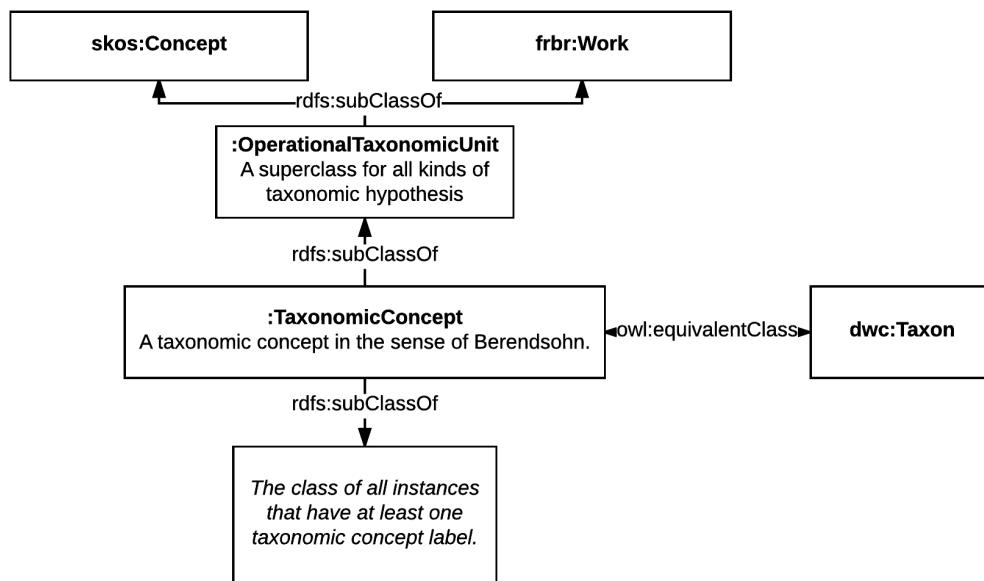 skos:Concept
frbr:Work
rdfs:subClassOf
:OperationalTaxonomicUnit
A superclass for all kinds of
taxonomic hypothesis
rdfs:subClassOf
:TaxonomicConcept
A taxonomic concept in the sense of Berendsohn.
owl:equivalentClass
dwc:Taxon
rdfs:subClassOf
The class of all instances
that have at least one
taxonomic concept label.